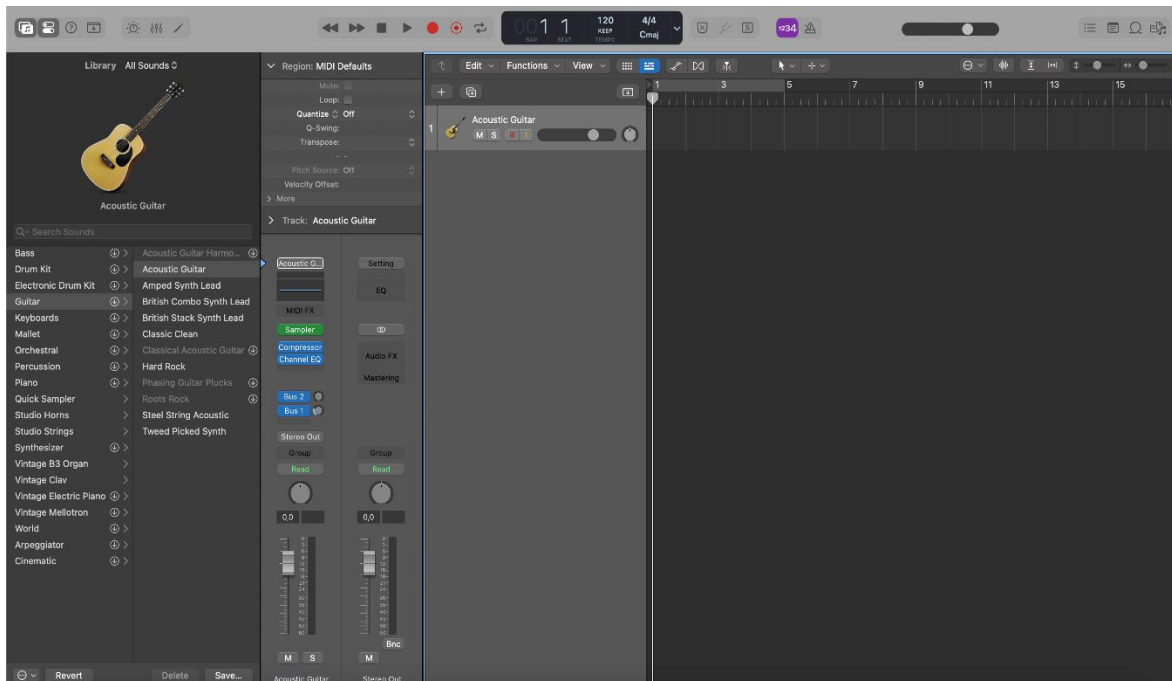 001 1
BAR BEAT
120
KEEP
TEMPO
4/4
Cmaj
S
1234
Library All Sounds
Acoustic Guitar
Search Sounds
Bass
Drum Kit
Electronic Drum Kit
Guitar
Keyboards
Mallet
Orchestral
Percussion
Piano
Quick Sampler
Studio Horns
Studio Strings
Synthesizer
Vintage B3 Organ
Vintage Clav
Vintage Electric Piano
Vintage Mellotron
World
Arpeggiator
Cinematic
Acoustic Guitar Harmo...
Acoustic Guitar
Amped Synth Lead
British Combo Synth Lead
British Stack Synth Lead
Classic Clean
Classical Acoustic Guitar
Hard Rock
Phasing Guitar Plucks
Roots Rock
Steel String Acoustic
Tweed Picked Synth
Revert Delete Save...
Region: MIDI Defaults
Mute:
Loop:
Quantize Off
Q-Swing:
Transpose:
Pitch Source: Off
Velocity Offset:
More
Track: Acoustic Guitar
Acoustic G...
MIDI FX
Sampler
Compressor
Channel EQ
Bus 2
Bus 1
Stereo Out
Group
Read
0,0
M S
Acoustic Guitar
Setting
EQ
Audio FX
Mastering
Group
Read
0,0
Bnc
M
Stereo Out
Edit Functions View
1 3 5 7 9 11 13 15
1
Acoustic Guitar
M S R I